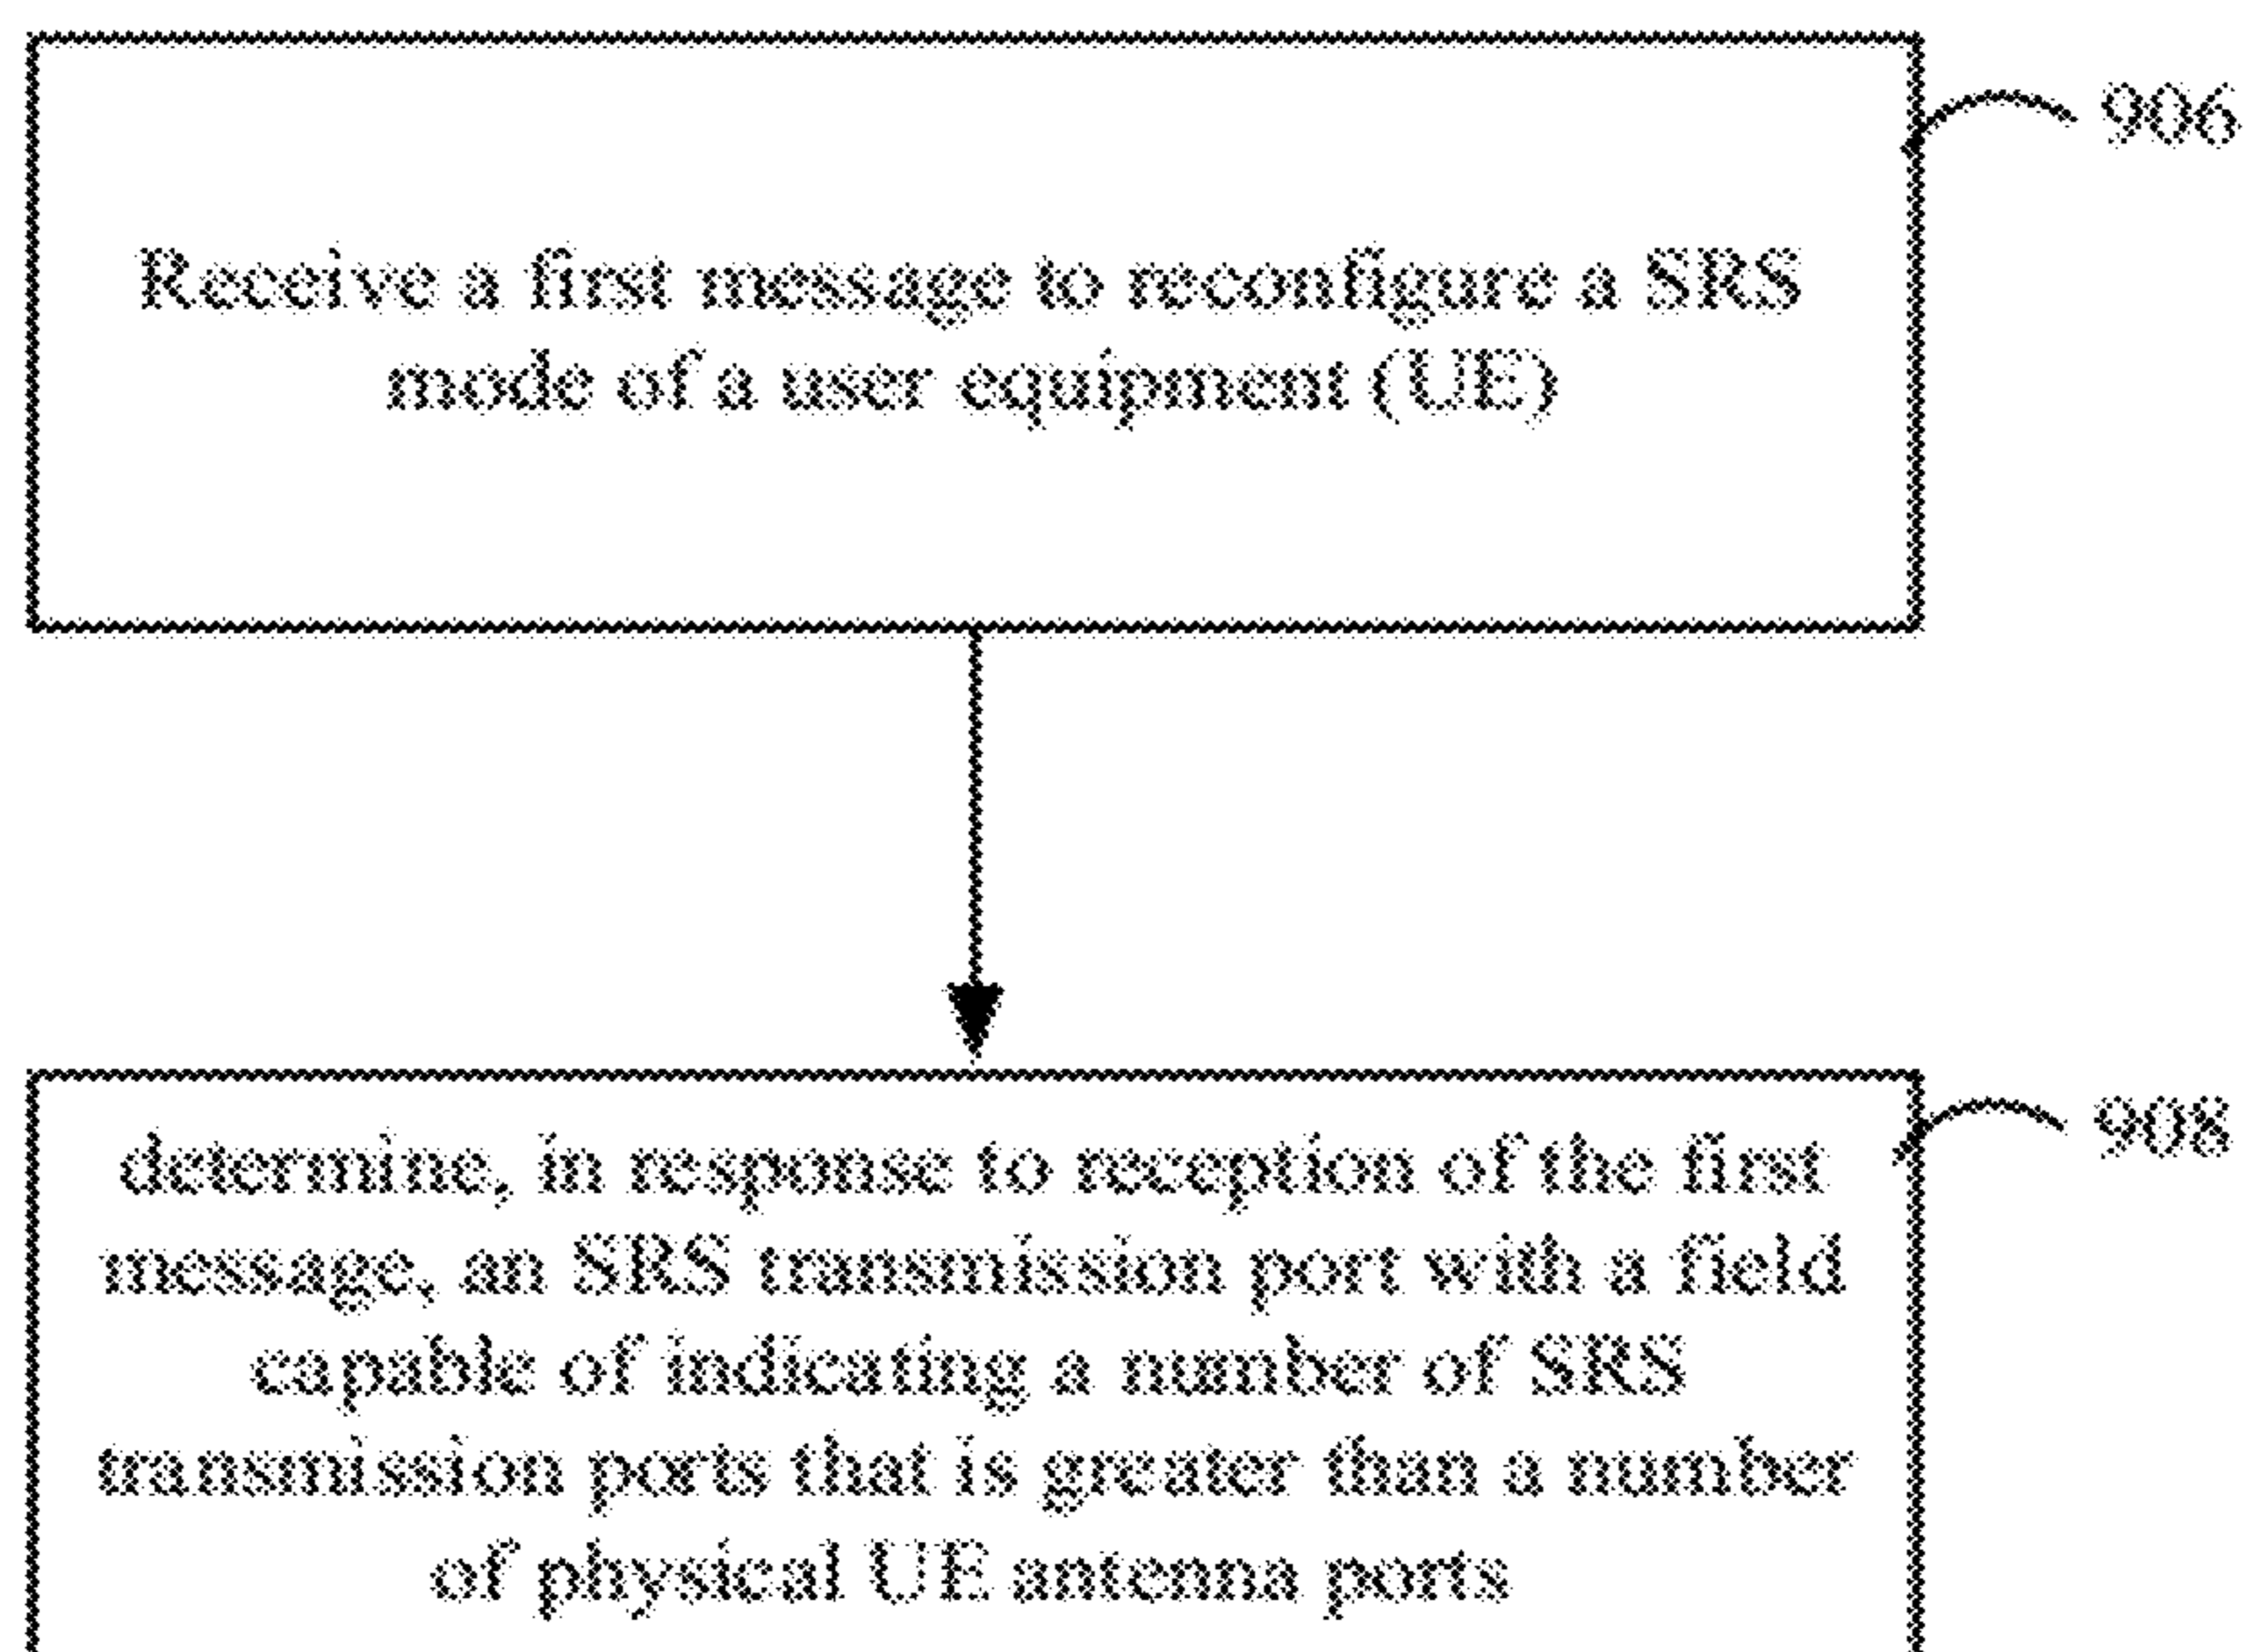 906
Receive a first message to reconfigure a SRS
mode of a user equipment (UE)
908
determine, in response to reception of the first
message, an SRS transmission port with a field
capable of indicating a number of SRS
transmission ports that is greater than a number
of physical UE antenna ports